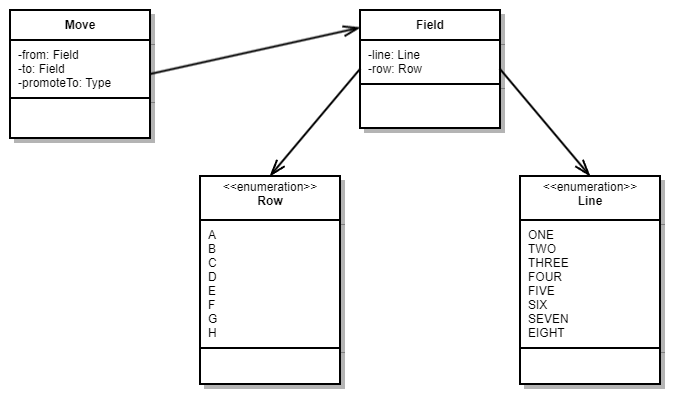 Move
-from: Field
-to: Field
-promoteTo: Type
Field
-line: Line
-row: Row
<<enumeration>>
Row
A
B
C
D
E
F
G
H
<<enumeration>>
Line
ONE
TWO
THREE
FOUR
FIVE
SIX
SEVEN
EIGHT